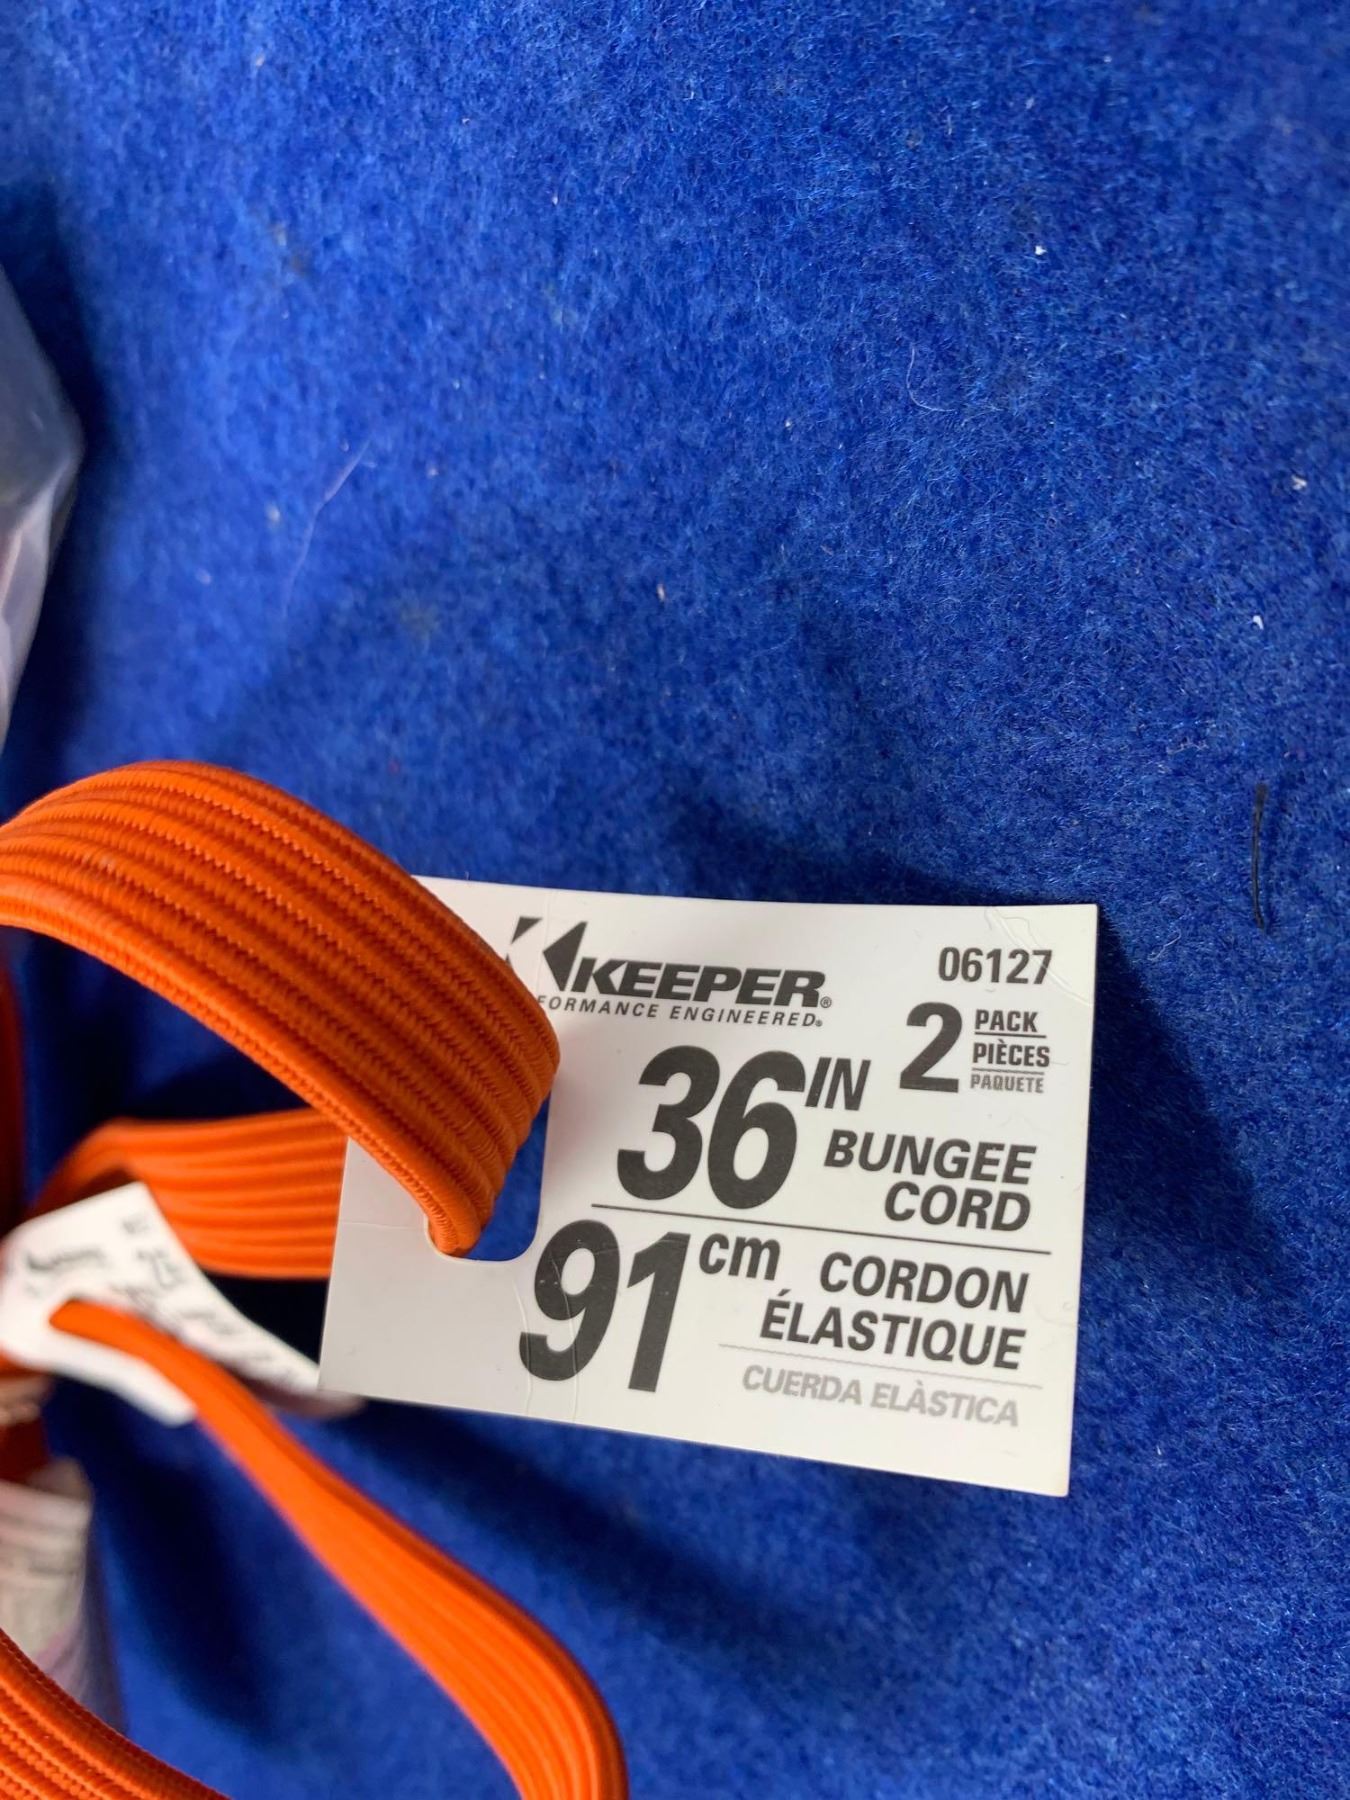 KEEPER®
FORMANCE ENGINEERED®
06127
2 PACK
PIÈCES
PAQUETE
36 IN
BUNGEE
CORD
91 cm
CORDON
ÉLASTIQUE
CUERDA ELÀSTICA